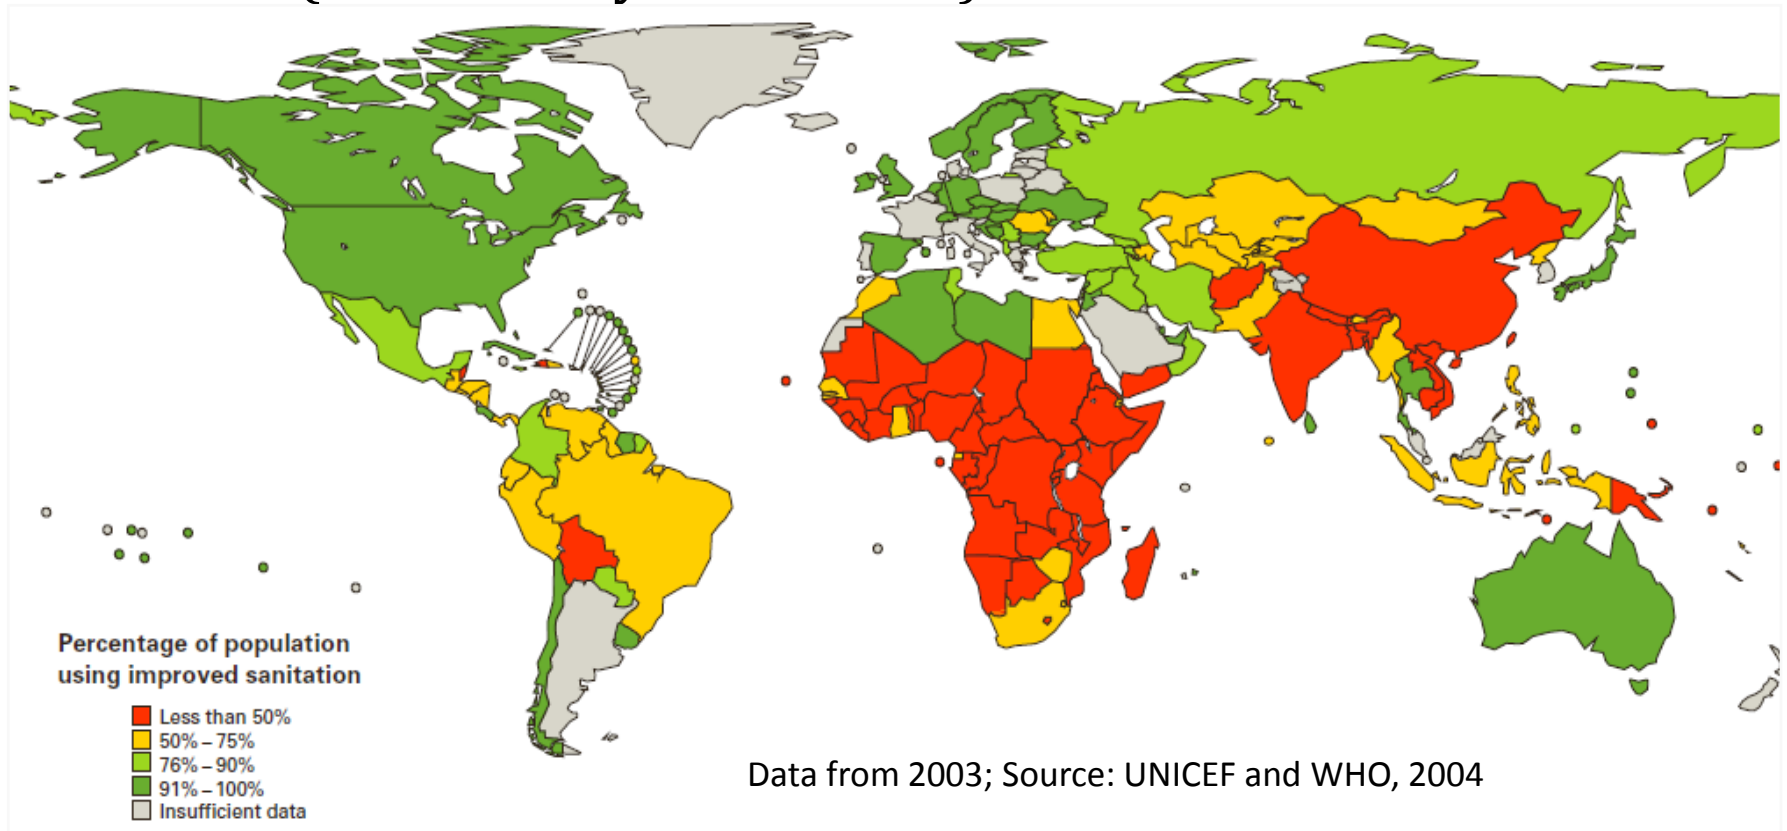 Percentage of population
using improved sanitation
Less than 50%
50% – 75%
76% – 90%
91% – 100%
Insufficient data
Data from 2003; Source: UNICEF and WHO, 2004